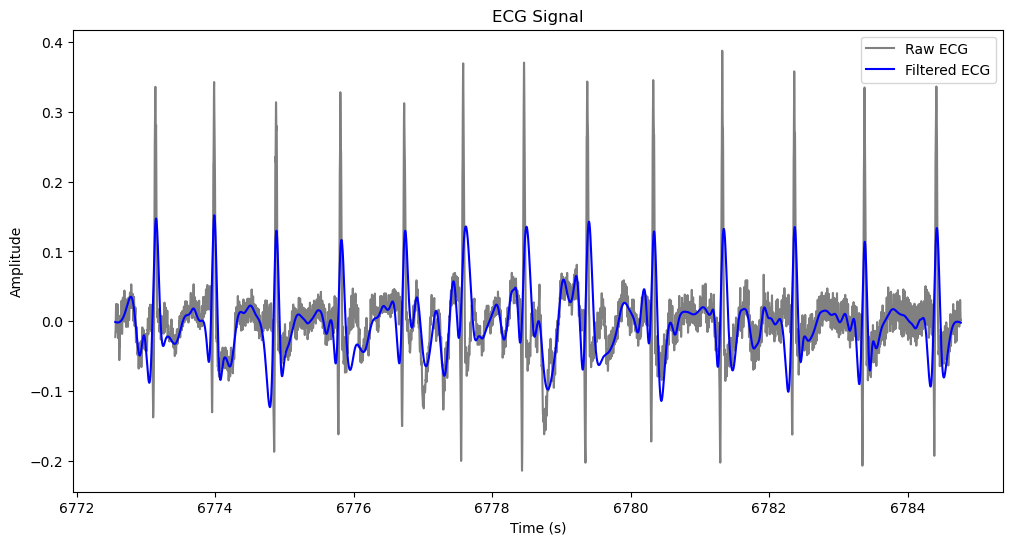 ECG Signal
Raw ECG
Filtered ECG
Amplitude
0.4
0.3
0.2
0.1
0.0
−0.1
−0.2
6772 6774 6776 6778 6780 6782 6784
Time (s)